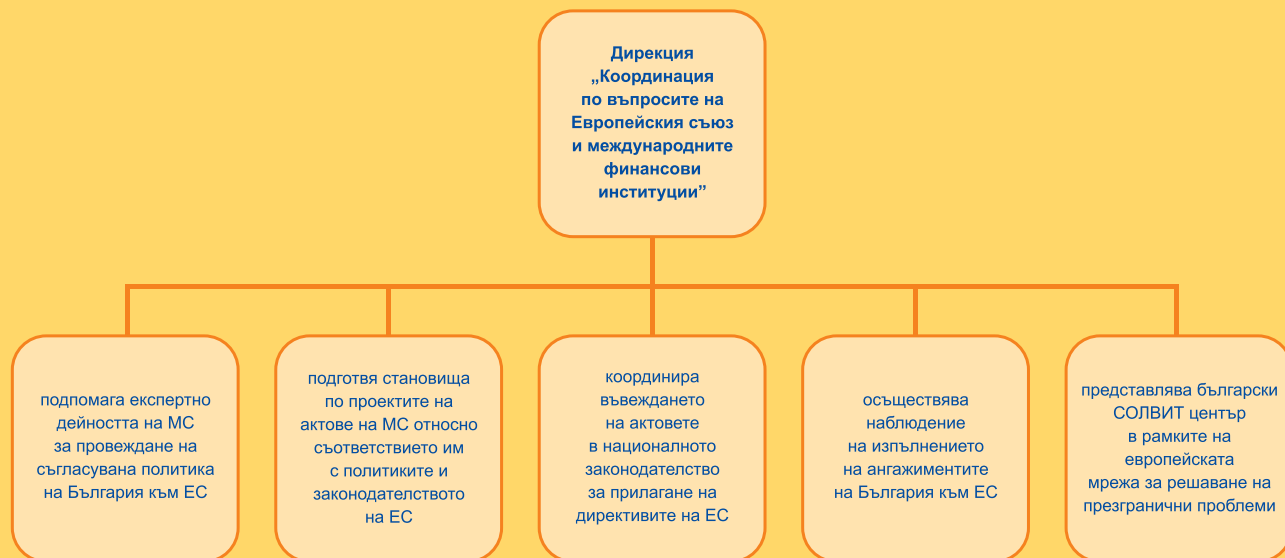 Дирекция
„Координация
по въпросите на
Европейския съюз
и международните
финансови
институции”
подпомага експертно
дейността на МС
за провеждане на
съгласувана политика
на България към ЕС
подготвя становища
по проектите на
актове на МС относно
съответствието им
с политиките и
законодателството
на ЕС
координира
въвеждането
на актовете
в националното
законодателство
за прилагане на
директивите на ЕС
осъществява
наблюдение
на изпълнението
на ангажиментите
на България към ЕС
представлява български
СОЛВИТ център
в рамките на
европейската
мрежа за решаване на
презгранични проблеми